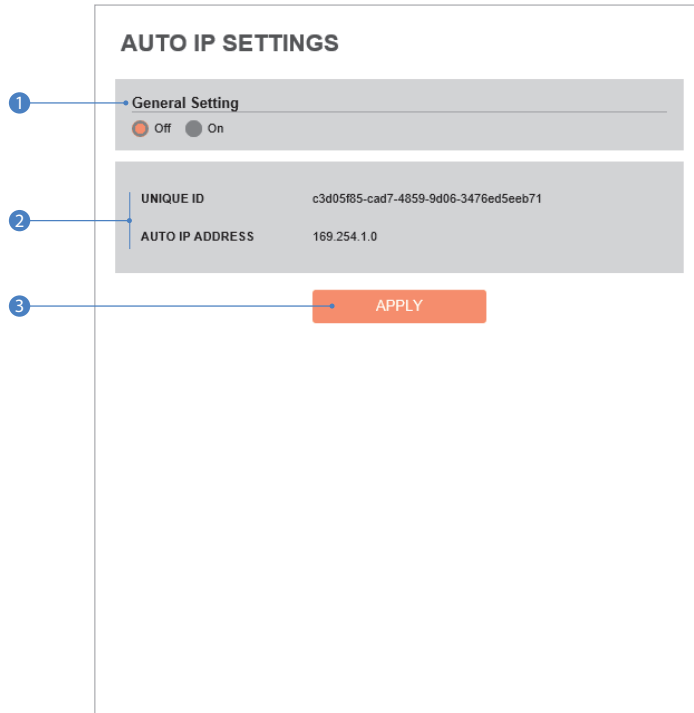 AUTO IP SETTINGS
1 General Setting
Off On
UNIQUE ID c3d05f85-cad7-4859-9d06-3476ed5eeb71
2
AUTO IP ADDRESS 169.254.1.0
3 APPLY